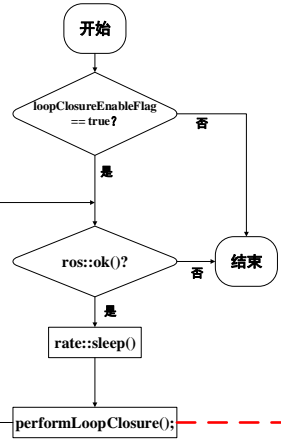 开始
loopClosureEnableFlag
== true?
否
是
ros::ok()?
否
结束
是
rate::sleep()
performLoopClosure();